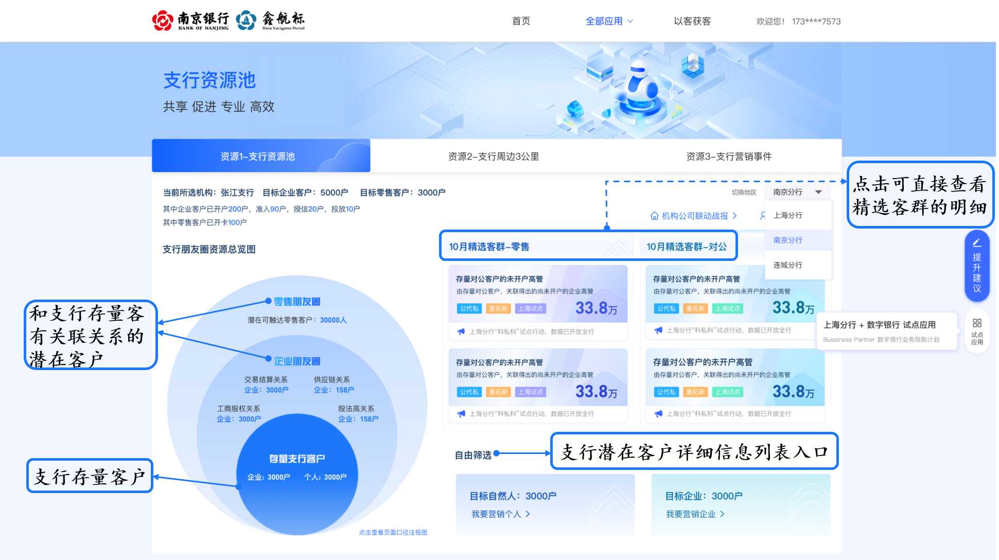 南京银行
BANK OF NANJING
鑫航标
Data Navigator Portal
首页
全部应用
以客获客
欢迎您！ 173****7573
支行资源池
共享 促进 专业 高效
资源1-支行资源池
资源2-支行周边3公里
资源3-支行营销事件
点击可直接查看
精选客群的明细
当前所选机构：张江支行 目标企业客户：5000户 目标零售客户：3000户
其中企业客户已开户200户，准入90户，授信20户，投放10户
其中零售客户已开卡100户
切换地区
南京分行
上海分行
南京分行
连城分行
机构公司联动战报
支行朋友圈资源总览图
10月精选客群-零售
10月精选客群-对公
提升建议
存量对公客户的未开户高管
由存量对公客户，关联得出的尚未开户的企业高管
公代私 重拓新 上海试点
33.8万
上海分行“科私科”试点行动，数据已开放全行
存量对公客户的未开户高管
由存量对公客户，关联得出的尚未开户的企业高管
公代私 重拓新 上海试点
33.8万
上海分行“科私科”试点行动，数据已开放全行
存量对公客户的未开户高管
由存量对公客户，关联得出的尚未开户的企业高管
公代私 重拓新 上海试点
33.8万
上海分行“科私科”试点行动，数据已开放全行
存量对公客户的未开户高管
由存量对公客户，关联得出的尚未开户的企业高管
公代私 重拓新 上海试点
33.8万
上海分行“科私科”试点行动，数据已开放全行
上海分行 + 数字银行 试点应用
Bussiness Partner 数字银行业务陪跑计划
试点
应用
和支行存量客
有关联关系的
潜在客户
零售朋友圈
潜在可触达零售客户：30000人
企业朋友圈
交易结算关系
企业：3000户
供应链关系
企业：158户
工商股权关系
企业：3000户
股法高关系
企业：158户
存量支行客户
企业：3000户 个人：3000户
支行存量客户
点击查看页面口径注视图
自由筛选
支行潜在客户详细信息列表入口
目标自然人：3000户
我要营销个人
目标企业：3000户
我要营销企业